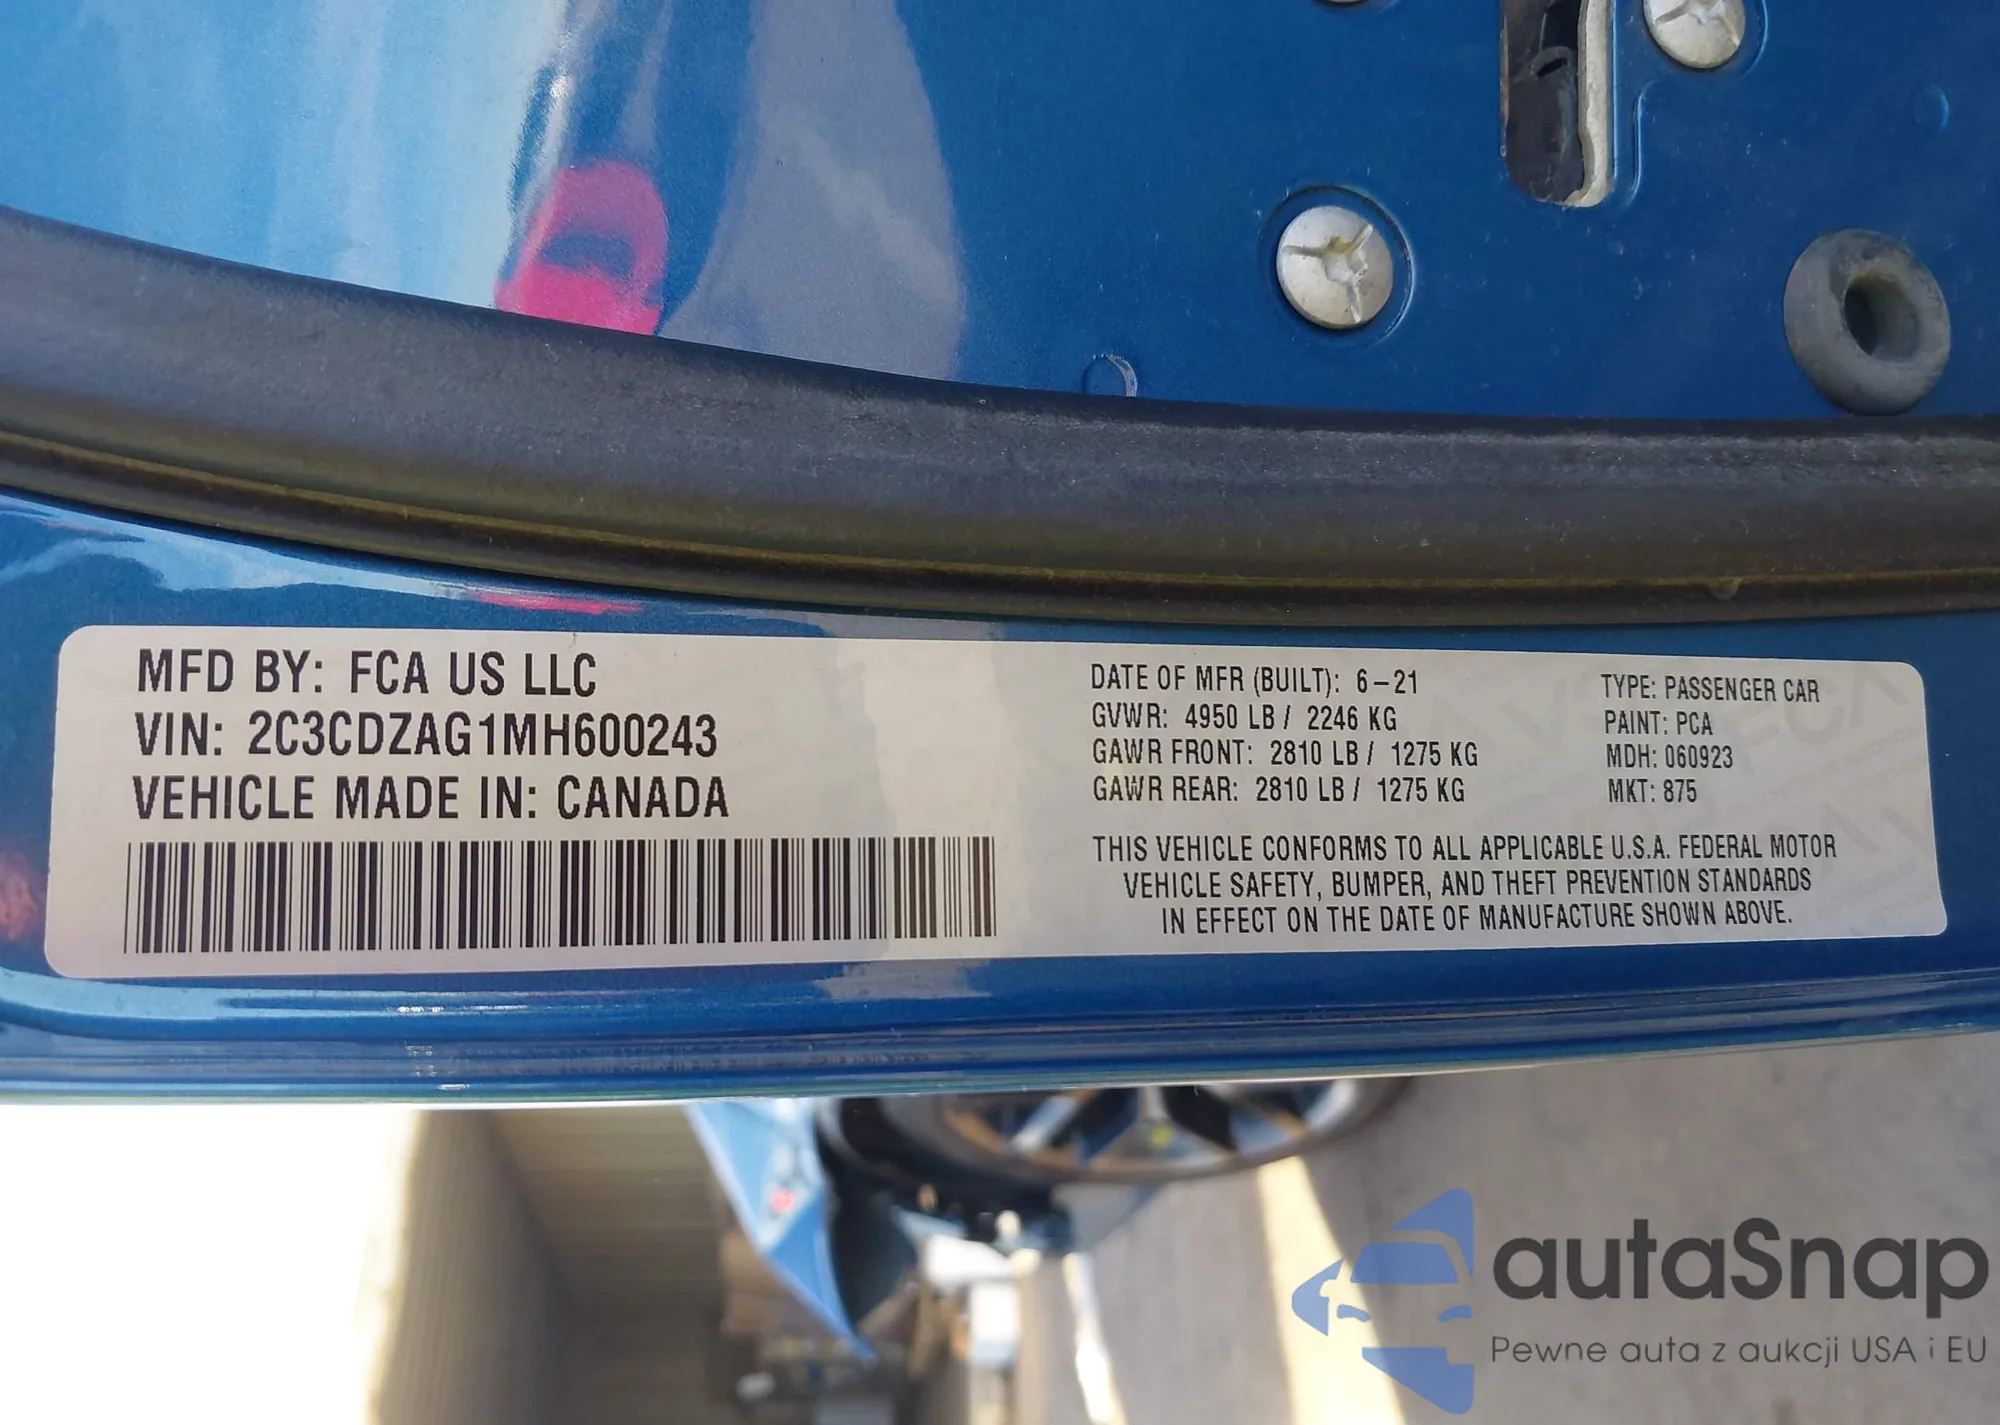 MFD BY: FCA US LLC
VIN: 2C3CDZAG1MH600243
VEHICLE MADE IN: CANADA
DATE OF MFR (BUILT): 6-21
GVWR: 4950 LB / 2246 KG
GAWR FRONT: 2810 LB / 1275 KG
GAWR REAR: 2810 LB / 1275 KG
TYPE: PASSENGER CAR
PAINT: PCA
MDH: 060923
MKT: 875
THIS VEHICLE CONFORMS TO ALL APPLICABLE U.S.A. FEDERAL MOTOR
VEHICLE SAFETY, BUMPER, AND THEFT PREVENTION STANDARDS
IN EFFECT ON THE DATE OF MANUFACTURE SHOWN ABOVE.
autaSnap
Pewne auta z aukcji USA i EU